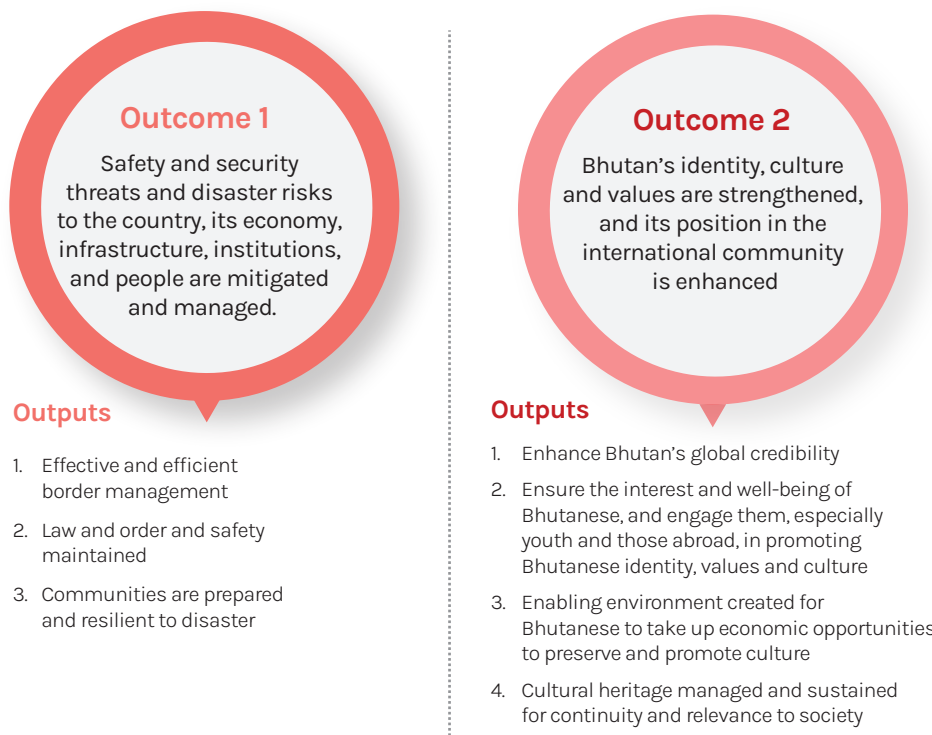 Outcome 1
Safety and security
threats and disaster risks
to the country, its economy,
infrastructure, institutions,
and people are mitigated
and managed.
Outputs
1. Effective and efficient
border management
2. Law and order and safety
maintained
3. Communities are prepared
and resilient to disaster
Outcome 2
Bhutan’s identity, culture
and values are strengthened,
and its position in the
international community
is enhanced
Outputs
1. Enhance Bhutan’s global credibility
2. Ensure the interest and well-being of
Bhutanese, and engage them, especially
youth and those abroad, in promoting
Bhutanese identity, values and culture
3. Enabling environment created for
Bhutanese to take up economic opportunities
to preserve and promote culture
4. Cultural heritage managed and sustained
for continuity and relevance to society